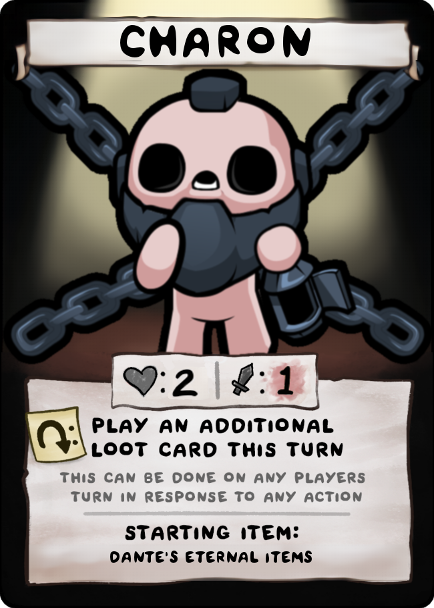 CHARON
: 2 : 1
: PLAY AN ADDITIONAL
LOOT CARD THIS TURN
THIS CAN BE DONE ON ANY PLAYERS
TURN IN RESPONSE TO ANY ACTION
STARTING ITEM:
DANTE'S ETERNAL ITEMS